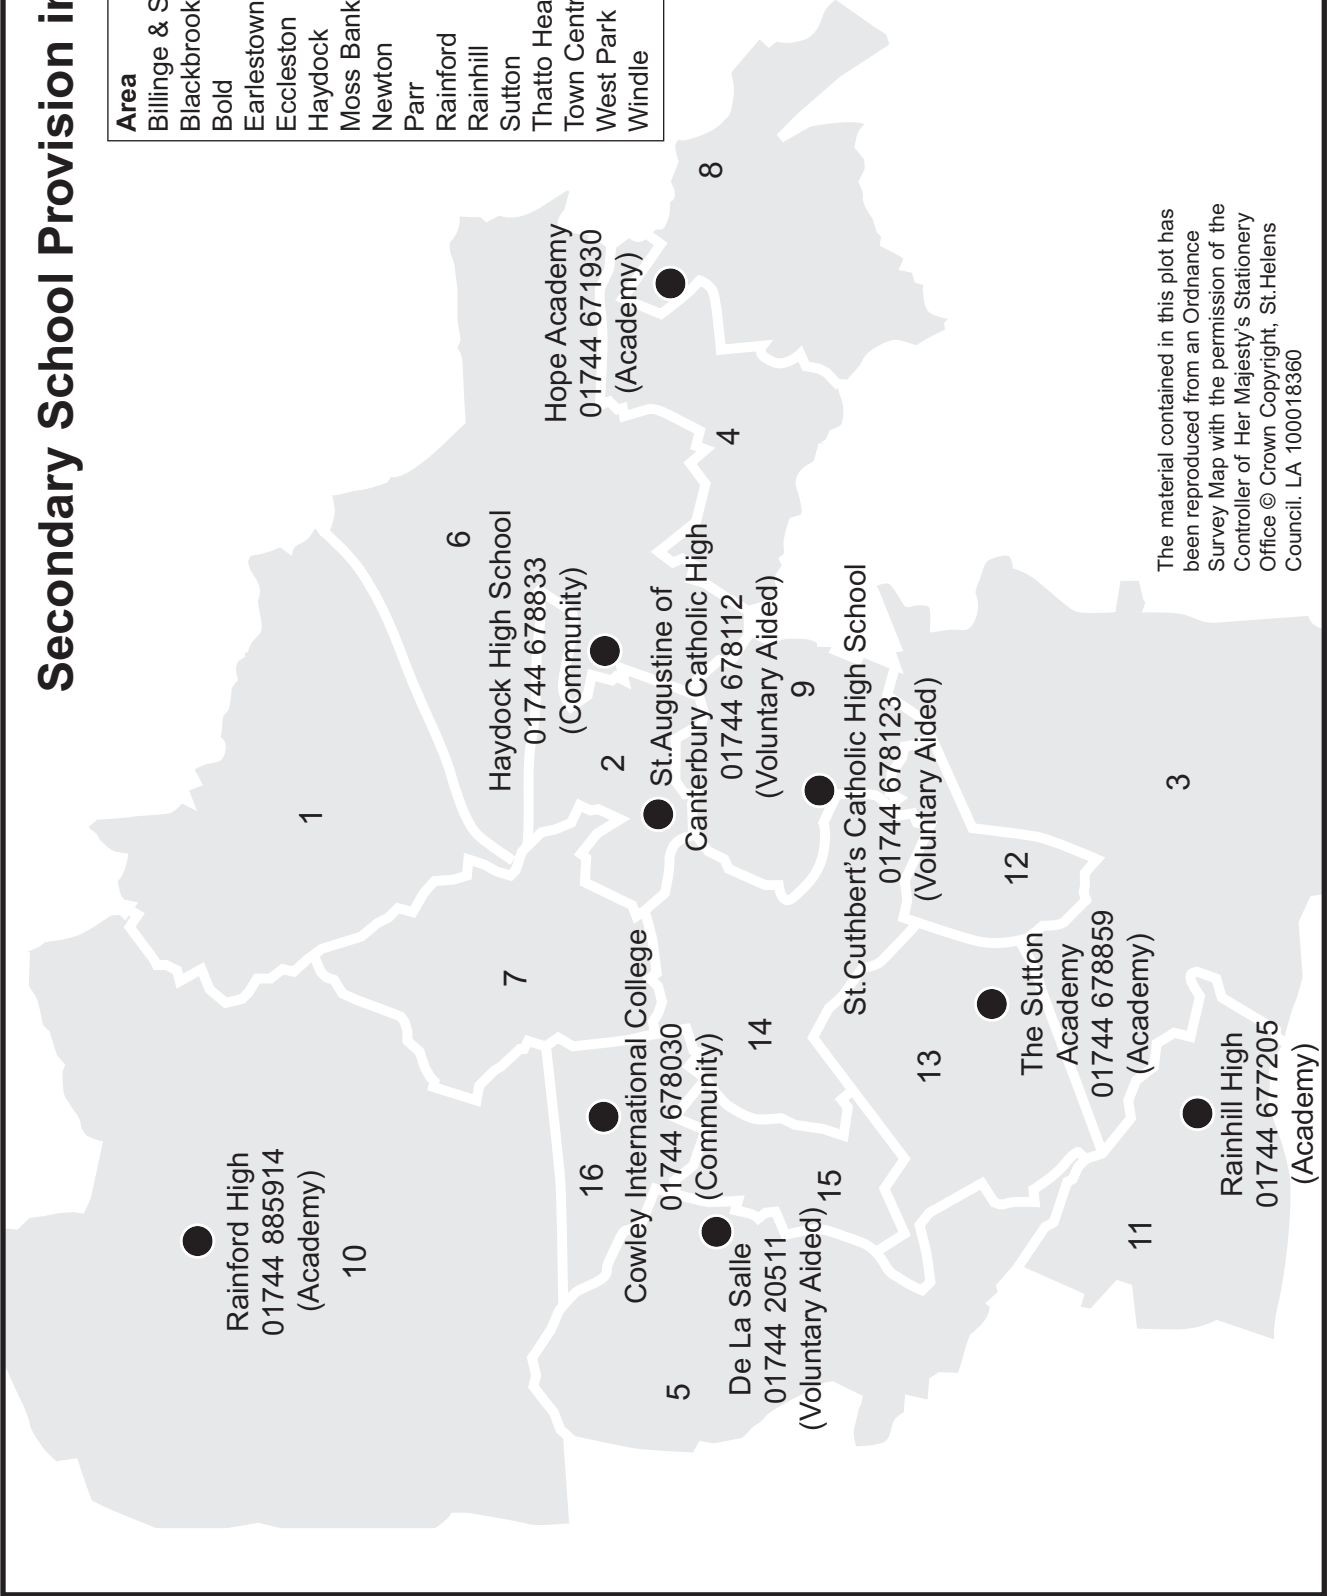 Secondary School Provision in
Area
Billinge & S
Blackbrook
Bold
Earlestown
Eccleston
Haydock
Moss Bank
Newton
Parr
Rainford
Rainhill
Sutton
Thatto Hea
Town Centr
West Park
Windle
Rainford High
01744 885914
(Academy)
10
1
6
Haydock High School
01744 678833
(Community)
Hope Academy
01744 671930
(Academy)
8
7
2
4
16
Cowley International College
01744 678030
(Community)
St.Augustine of
Canterbury Catholic High
01744 678112
(Voluntary Aided)
5
De La Salle
01744 20511
(Voluntary Aided)
14
15
9
St.Cuthbert's Catholic High School
01744 678123
(Voluntary Aided)
13
12
The Sutton
Academy
01744 678859
(Academy)
3
11
Rainhill High
01744 677205
(Academy)
The material contained in this plot has
been reproduced from an Ordnance
Survey Map with the permission of the
Controller of Her Majesty's Stationery
Office © Crown Copyright, St.Helens
Council. LA 100018360